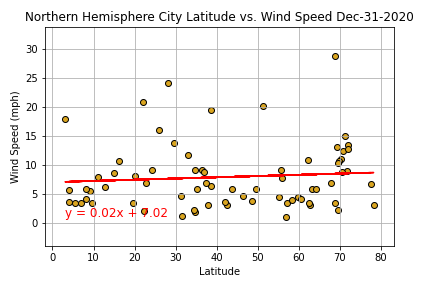 Northern Hemisphere City Latitude vs. Wind Speed Dec-31-2020
Wind Speed (mph)
30
25
20
15
10
5
0
y = 0.02x + 7.02
0 10 20 30 40 50 60 70 80
Latitude